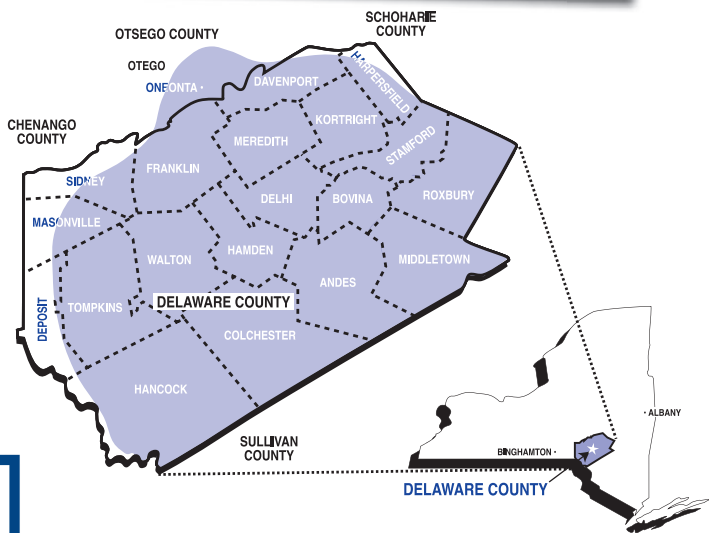 SCHOHARIE
COUNTY
OTSEGO COUNTY
OTEGO
ONEONTA
DAVENPORT
HARPERSFIELD
CHENANGO
COUNTY
KORTRIGHT
MEREDITH
STAMFORD
FRANKLIN
SIDNEY
DELHI
BOVINA
ROXBURY
MASONVILLE
WALTON
HAMDEN
MIDDLETOWN
ANDES
DEPOSIT
TOMPKINS
DELAWARE COUNTY
COLCHESTER
HANCOCK
SULLIVAN
COUNTY
ALBANY
BINGHAMTON
DELAWARE COUNTY